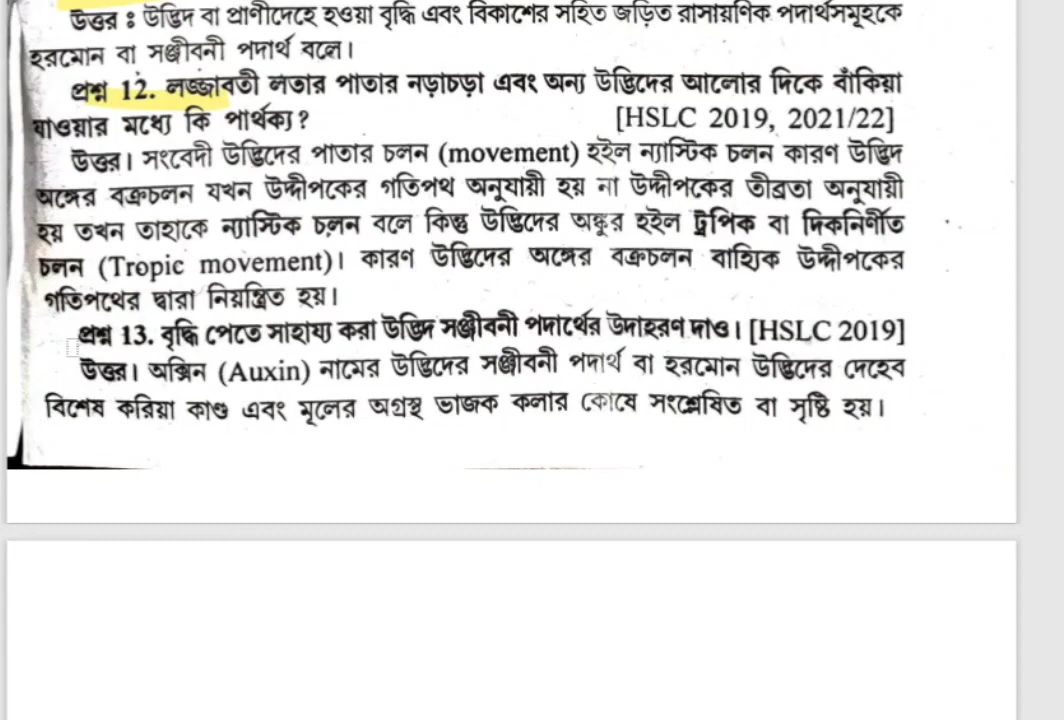 উত্তর ঃ উদ্ভিদ বা প্রাণীদেহে হওয়া বৃদ্ধি এবং বিকাশের সহিত জড়িত রাসায়ণিক পদার্থসমূহকে
হরমোন বা সঞ্জীবনী পদার্থ বলে।
প্রশ্ন 12. লজ্জাবতী লতার পাতার নড়াচড়া এবং অন্য উদ্ভিদের আলোর দিকে বাঁকিয়া
যাওয়ার মধ্যে কি পার্থক্য? [HSLC 2019, 2021/22]
উত্তর। সংবেদী উদ্ভিদের পাতার চলন (movement) হইল ন্যাস্টিক চলন কারণ উদ্ভিদ
অঙ্গের বক্রচলন যখন উদ্দীপকের গতিপথ অনুযায়ী হয় না উদ্দীপকের তীব্রতা অনুযায়ী
হয় তখন তাহাকে ন্যাস্টিক চলন বলে কিন্তু উদ্ভিদের অঙ্কুর হইল ট্রপিক বা দিকনির্ণীত
চলন (Tropic movement)। কারণ উদ্ভিদের অঙ্গের বক্রচলন বাহ্যিক উদ্দীপকের
গতিপথের দ্বারা নিয়ন্ত্রিত হয়।
প্রশ্ন 13. বৃদ্ধি পেতে সাহায্য করা উদ্ভিদ সঞ্জীবনী পদার্থের উদাহরণ দাও। [HSLC 2019]
উত্তর। অক্সিন (Auxin) নামের উদ্ভিদের সঞ্জীবনী পদার্থ বা হরমোন উদ্ভিদের দেহেব
বিশেষ করিয়া কাণ্ড এবং মূলের অগ্রস্থ ভাজক কলার কোষে সংশ্লেষিত বা সৃষ্টি হয়।